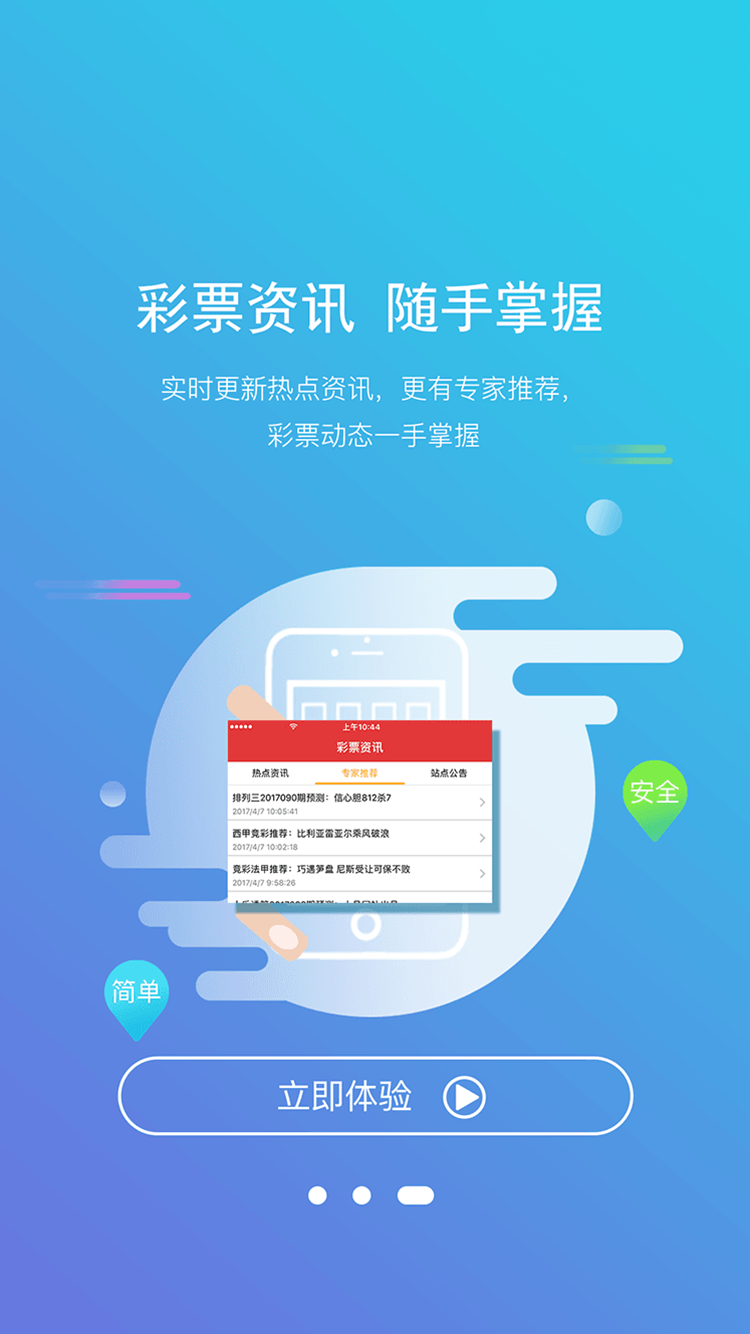 彩票资讯 随手掌握
实时更新热点资讯，更有专家推荐，
彩票动态一手掌握
上午10:44
彩票资讯
热点资讯 专家推荐 站点公告
排列三2017090期预测：信心胆812杀7
2017/4/7 10:05:41
西甲竞彩推荐：比利亚雷亚尔乘风破浪
2017/4/7 10:02:18
竞彩法甲推荐：巧遇笋盘 尼斯受让可保不败
2017/4/7 9:58:26
安全
简单
立即体验